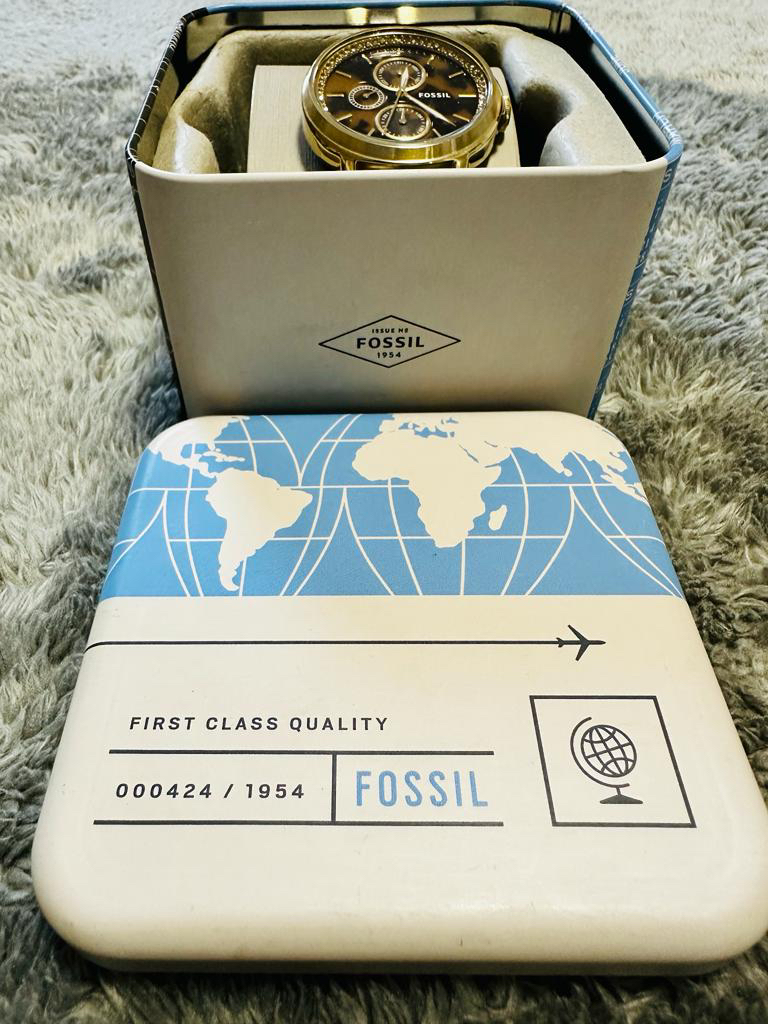 FOSSIL
ISSUE Nº
FOSSIL
1954
FIRST CLASS QUALITY
000424 / 1954
FOSSIL